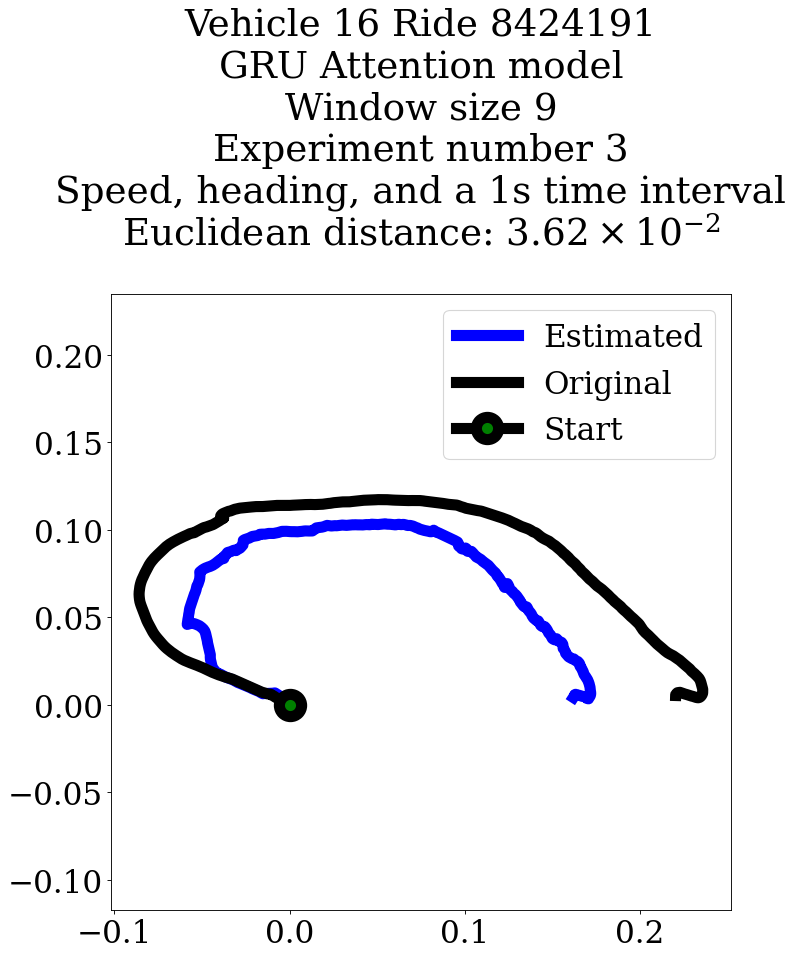 Vehicle 16 Ride 8424191
GRU Attention model
Window size 9
Experiment number 3
Speed, heading, and a 1s time interval
Euclidean distance: 3.62 × 10⁻²
Estimated
Original
Start
0.20
0.15
0.10
0.05
0.00
−0.05
−0.10
−0.1 0.0 0.1 0.2